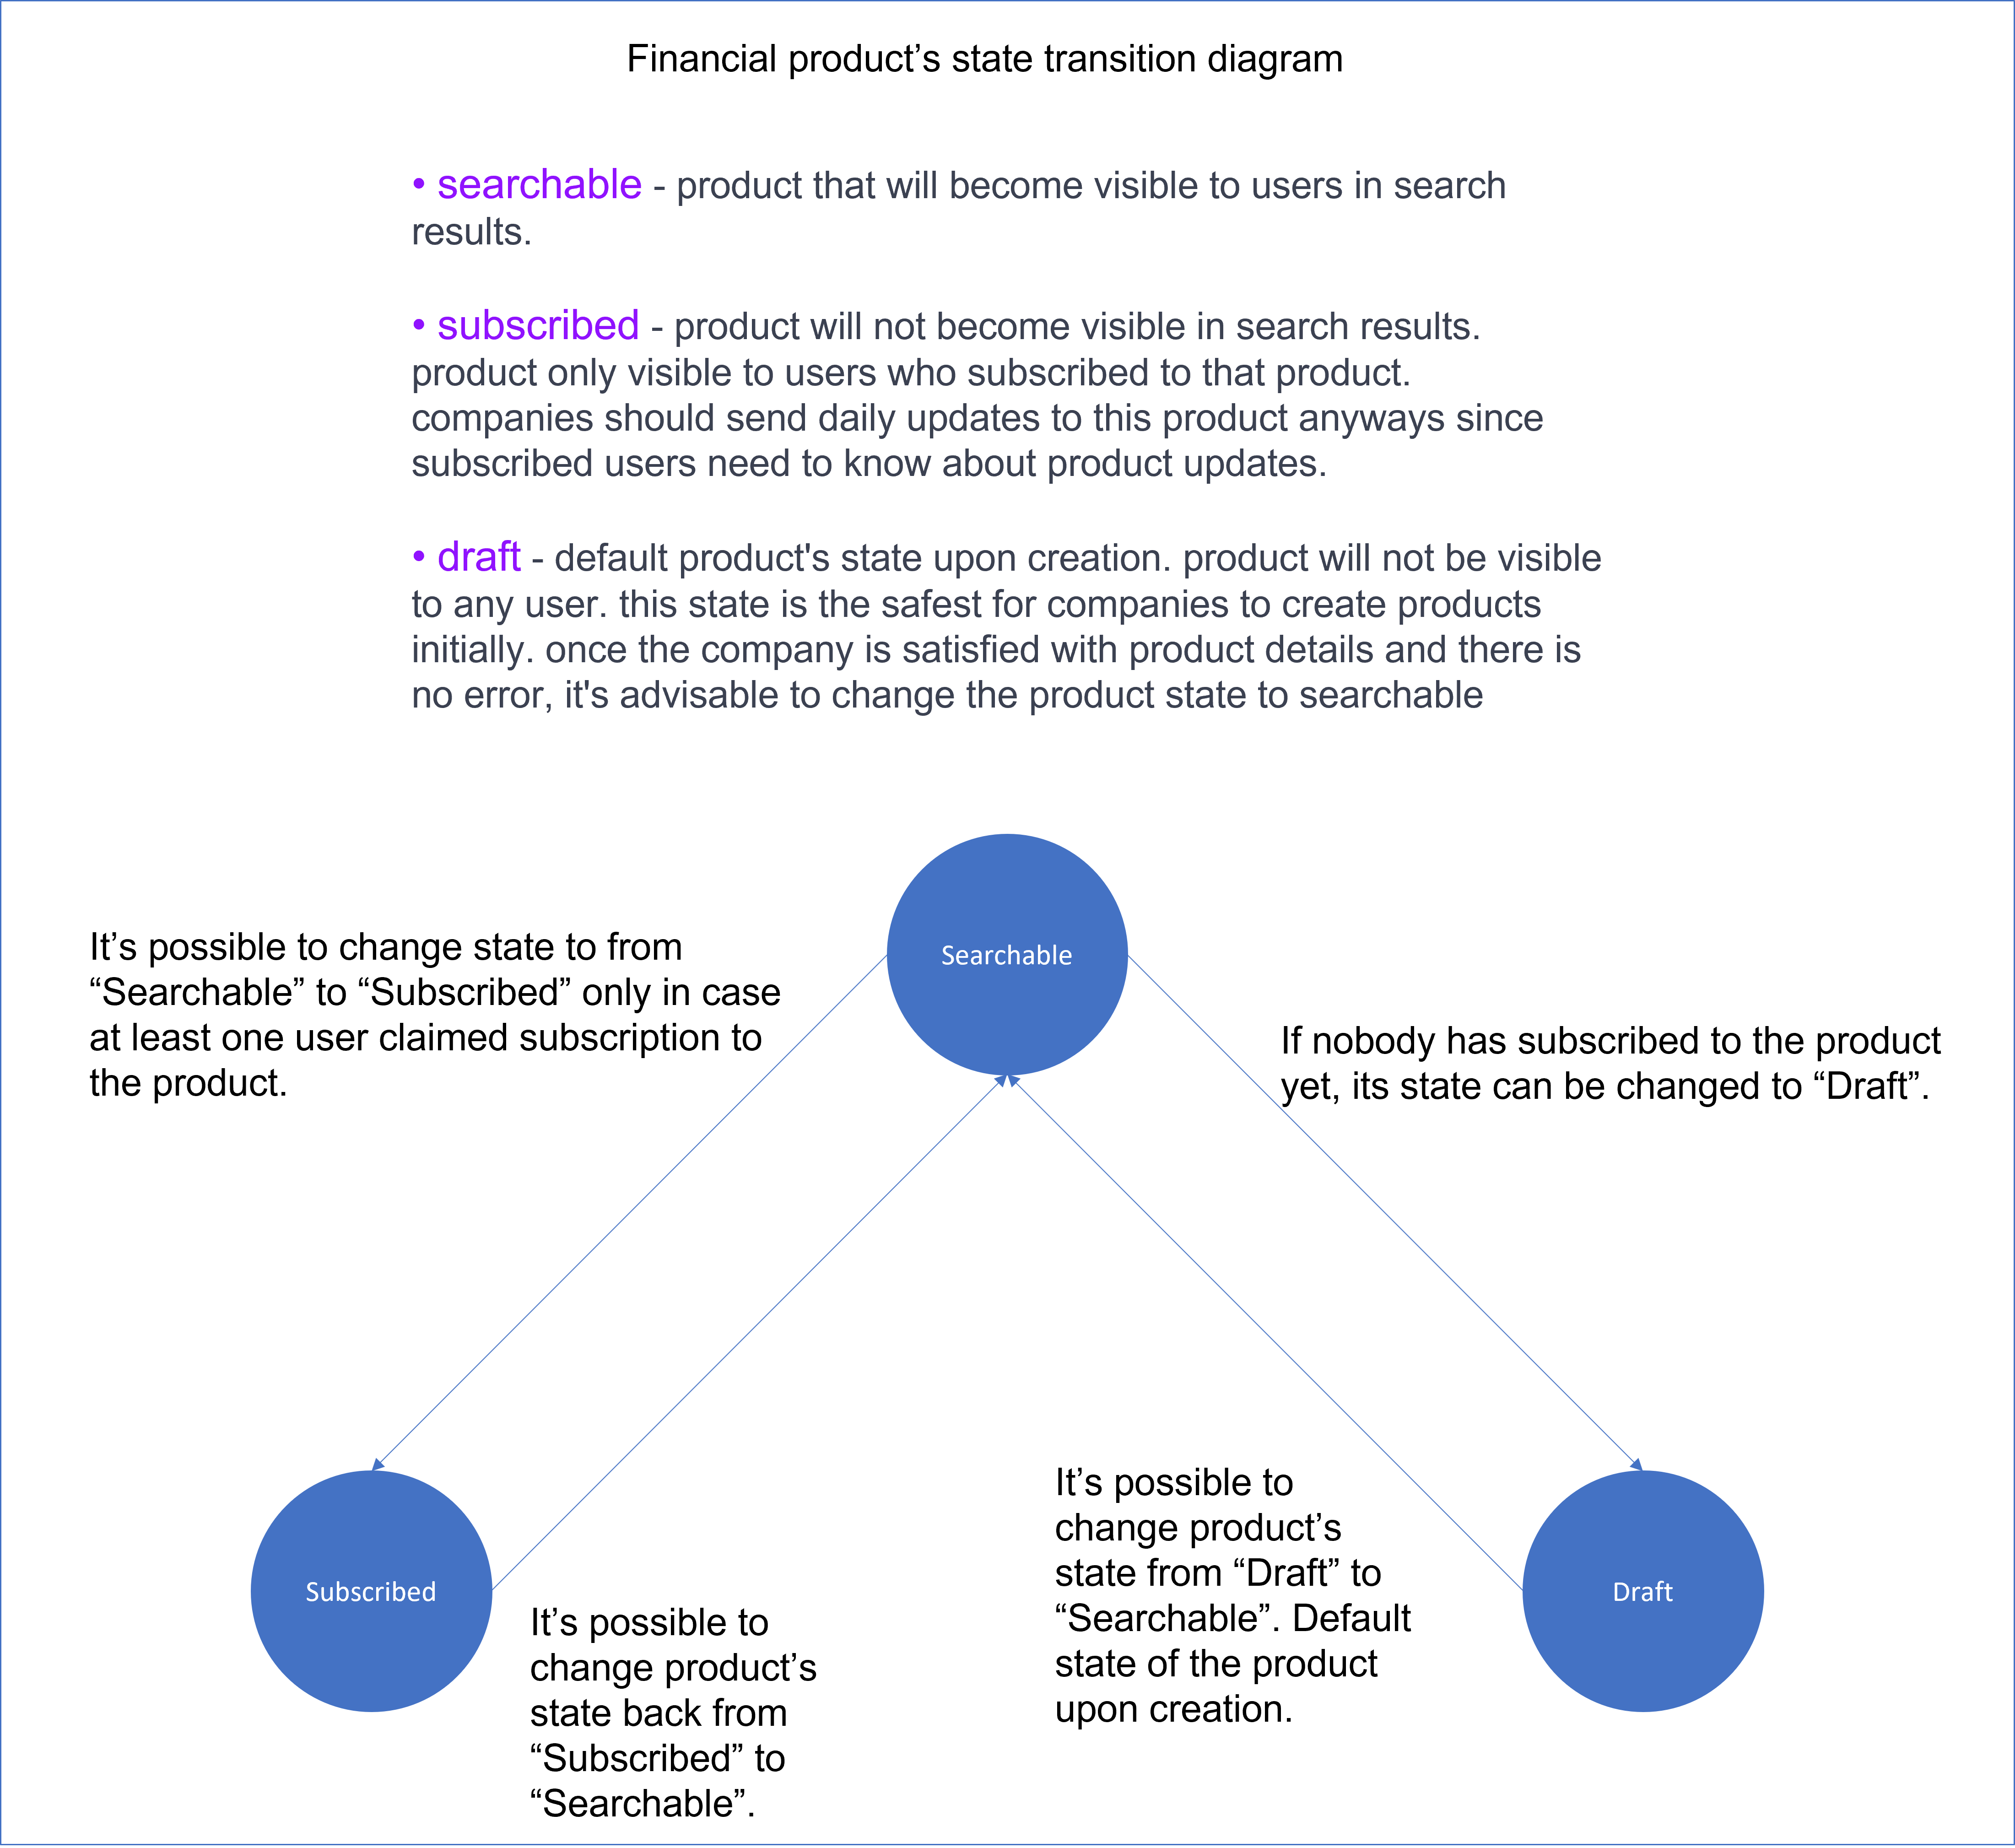 Financial product’s state transition diagram
• searchable - product that will become visible to users in search
results.
• subscribed - product will not become visible in search results.
product only visible to users who subscribed to that product.
companies should send daily updates to this product anyways since
subscribed users need to know about product updates.
• draft - default product's state upon creation. product will not be visible
to any user. this state is the safest for companies to create products
initially. once the company is satisfied with product details and there is
no error, it's advisable to change the product state to searchable
Searchable
It’s possible to change state to from
“Searchable” to “Subscribed” only in case
at least one user claimed subscription to
the product.
If nobody has subscribed to the product
yet, its state can be changed to “Draft”.
Subscribed
It’s possible to
change product’s
state back from
“Subscribed” to
“Searchable”.
It’s possible to
change product’s
state from “Draft” to
“Searchable”. Default
state of the product
upon creation.
Draft